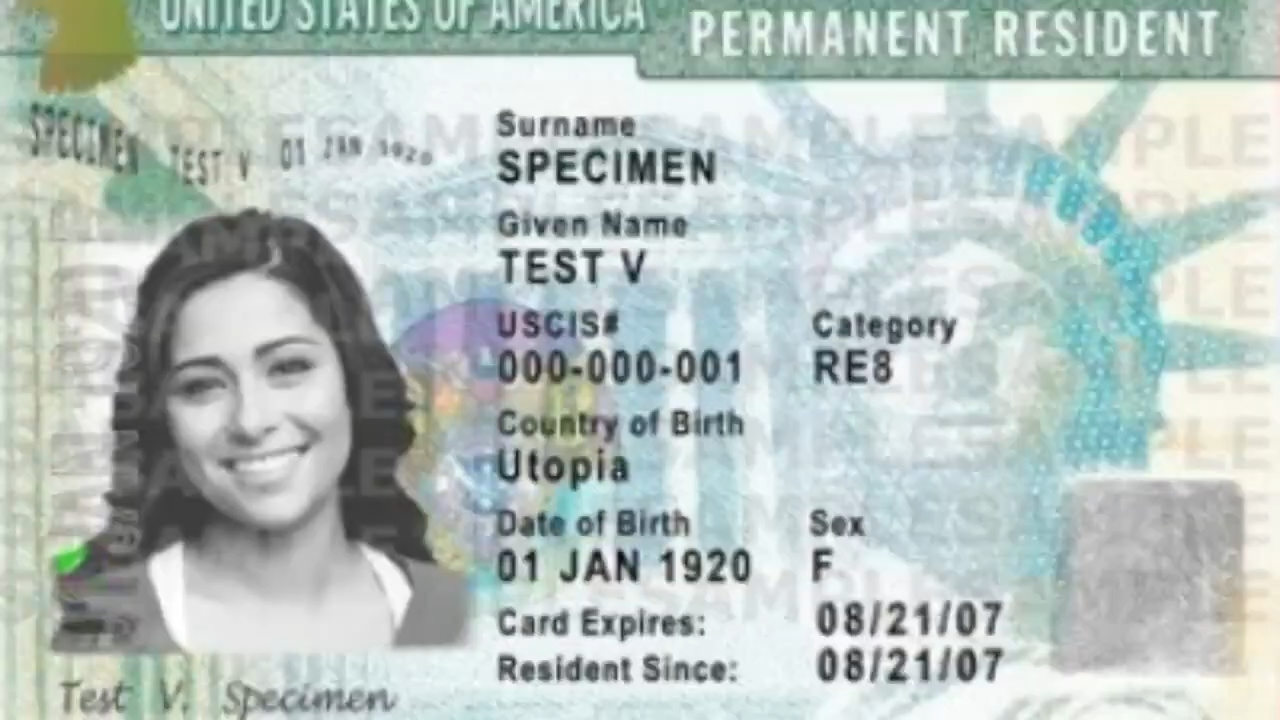 UNITED STATES OF AMERICA
PERMANENT RESIDENT
SPECIMEN TEST V 01 JAN 1920
Surname
SPECIMEN
Given Name
TEST V
USCIS# Category
000-000-001 RE8
Country of Birth
Utopia
Date of Birth Sex
01 JAN 1920 F
Card Expires: 08/21/07
Resident Since: 08/21/07
Test V. Specimen